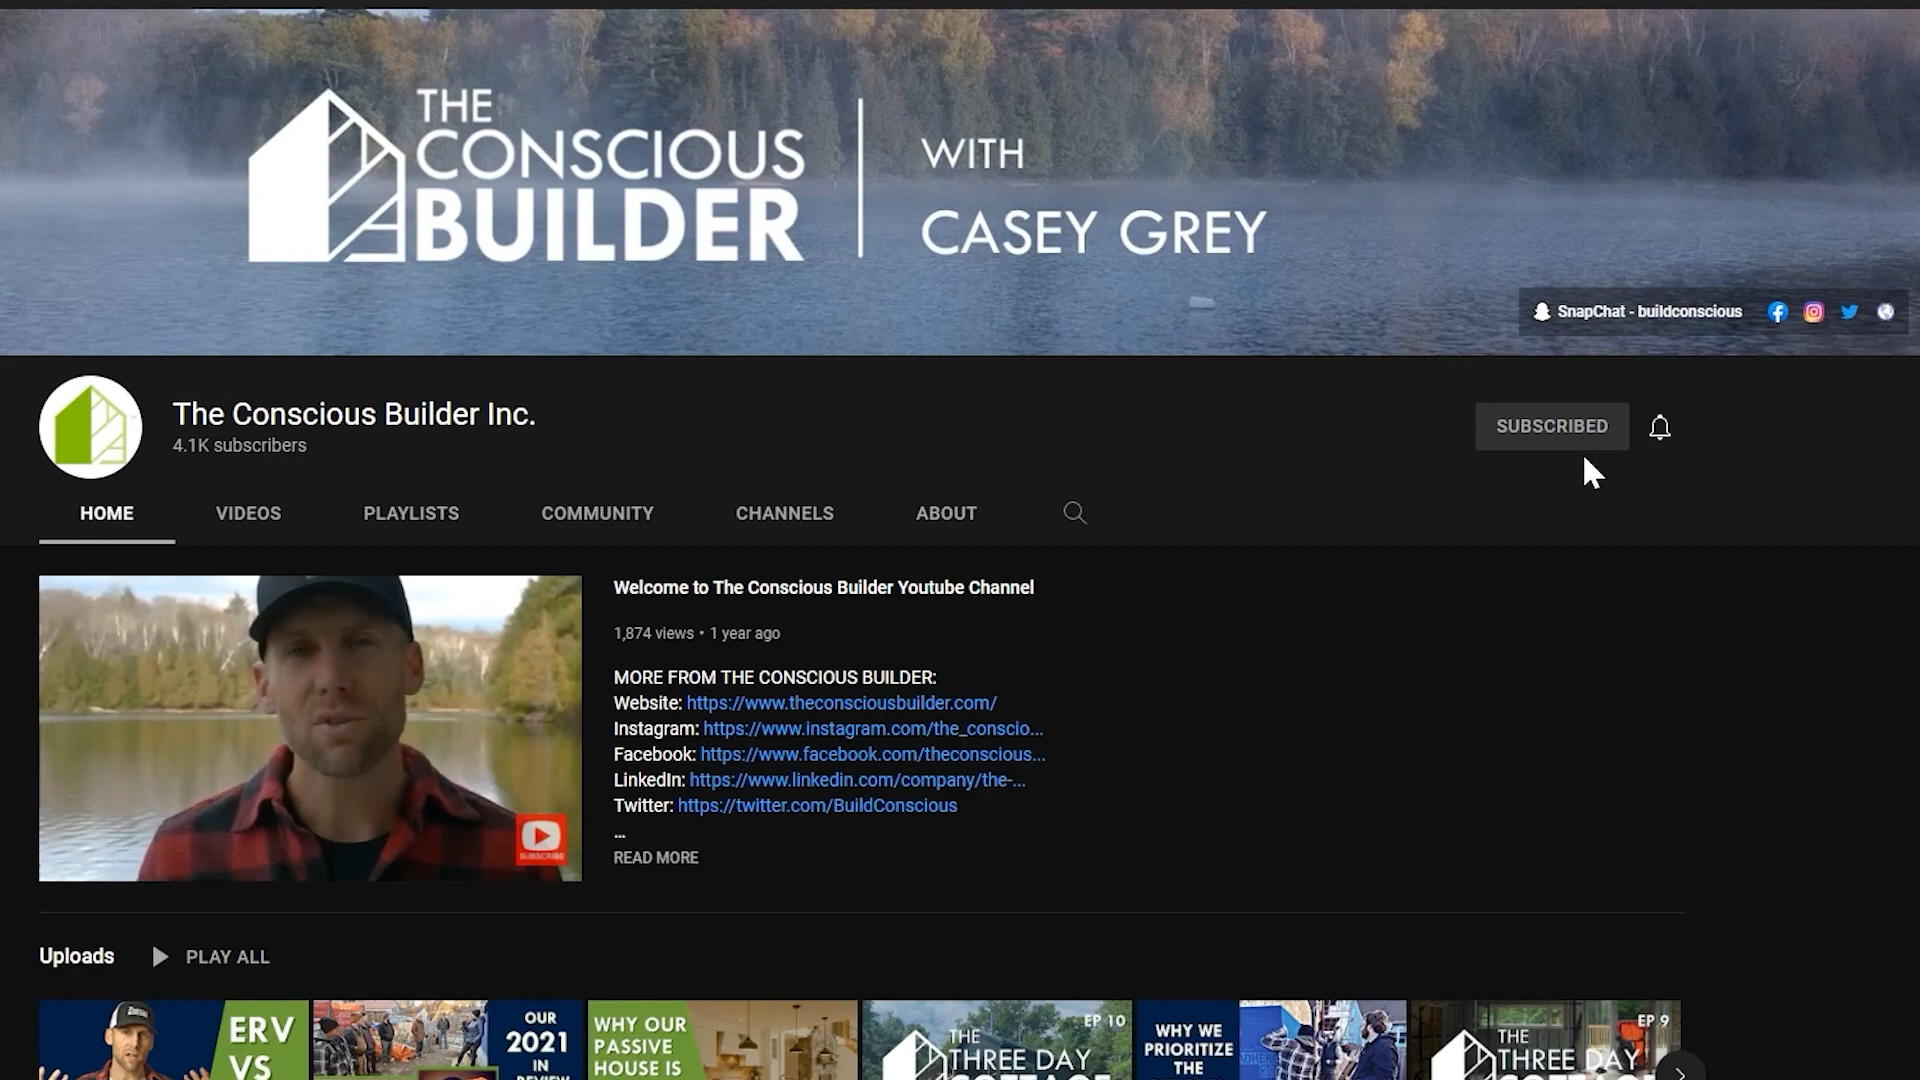 THE
CONSCIOUS
BUILDER
WITH
CASEY GREY
SnapChat - buildconscious
The Conscious Builder Inc.
4.1K subscribers
SUBSCRIBED
HOME VIDEOS PLAYLISTS COMMUNITY CHANNELS ABOUT
Welcome to The Conscious Builder Youtube Channel
1,874 views • 1 year ago
MORE FROM THE CONSCIOUS BUILDER:
Website: https://www.theconsciousbuilder.com/
Instagram: https://www.instagram.com/the_conscio...
Facebook: https://www.facebook.com/theconscious...
LinkedIn: https://www.linkedin.com/company/the-...
Twitter: https://twitter.com/BuildConscious
...
READ MORE
SUBSCRIBE
Uploads PLAY ALL
ERV
VS
OUR
2021
IN
REVIEW
WHY OUR
PASSIVE
HOUSE IS
EP 10
THE
THREE DAY
COTTAGE
WHY WE
PRIORITIZE
THE
EP 9
THE
THREE DAY